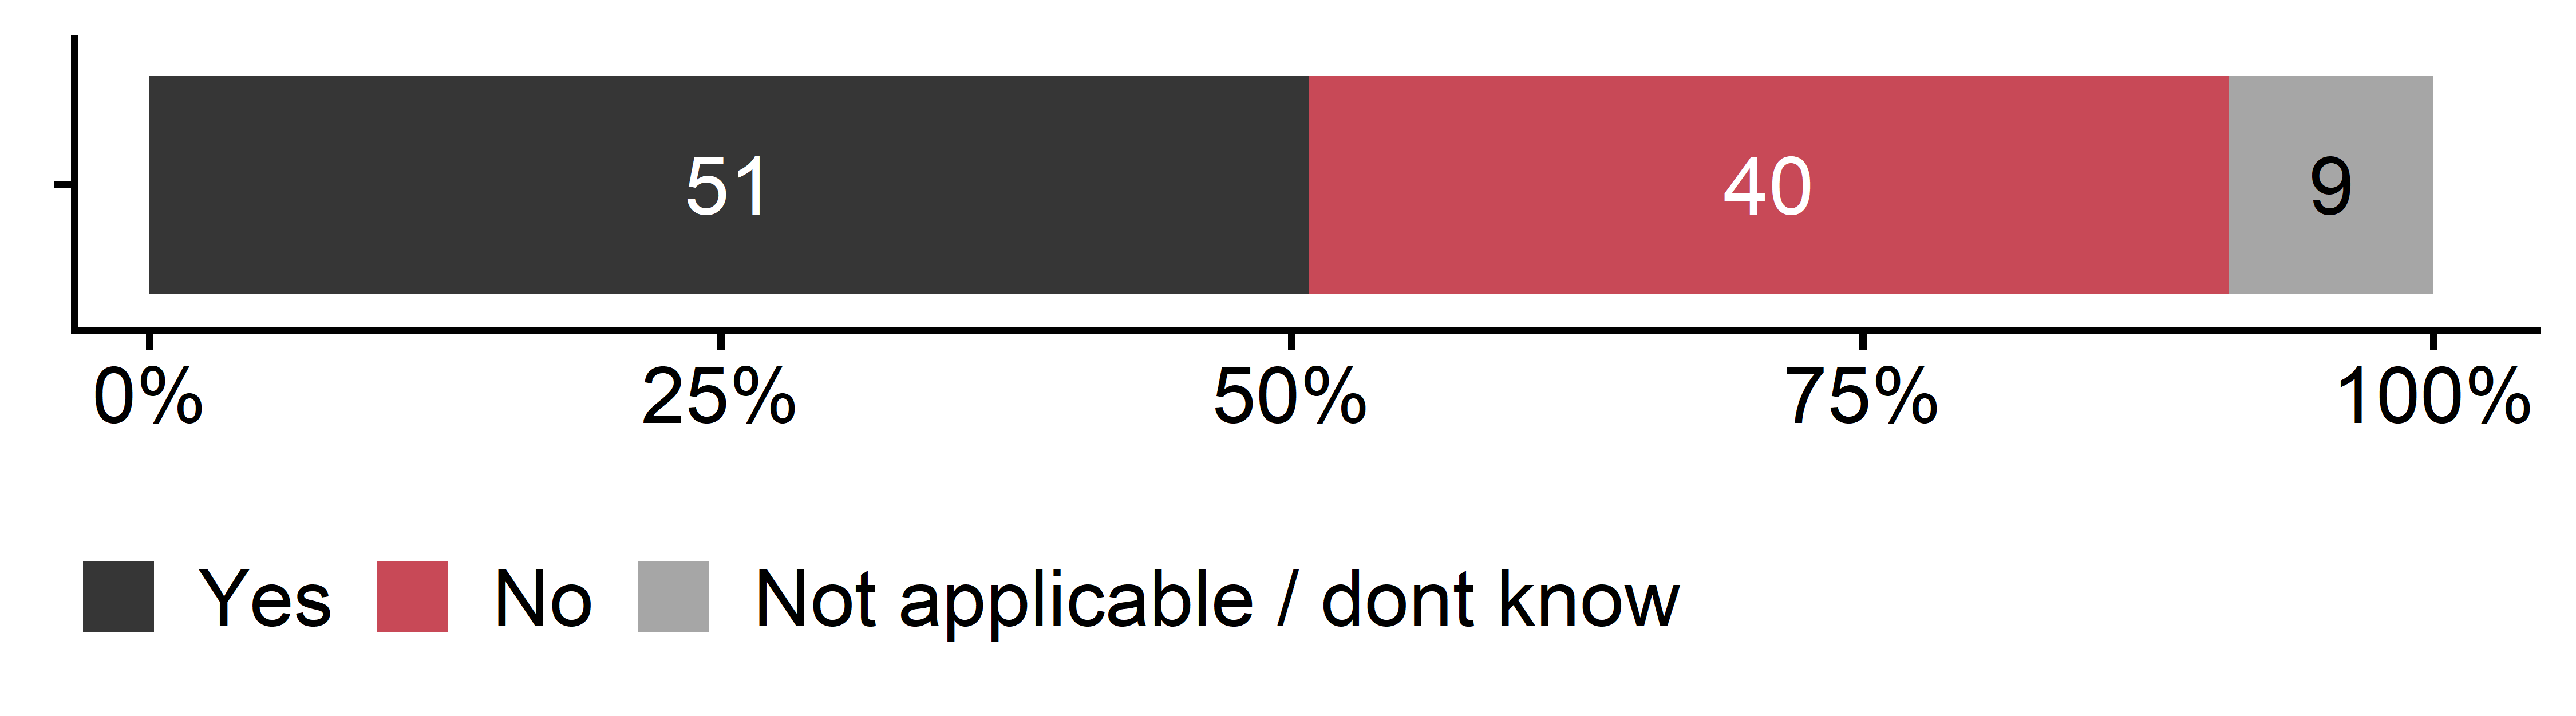 51 40 9
0% 25% 50% 75% 100%
Yes No Not applicable / dont know